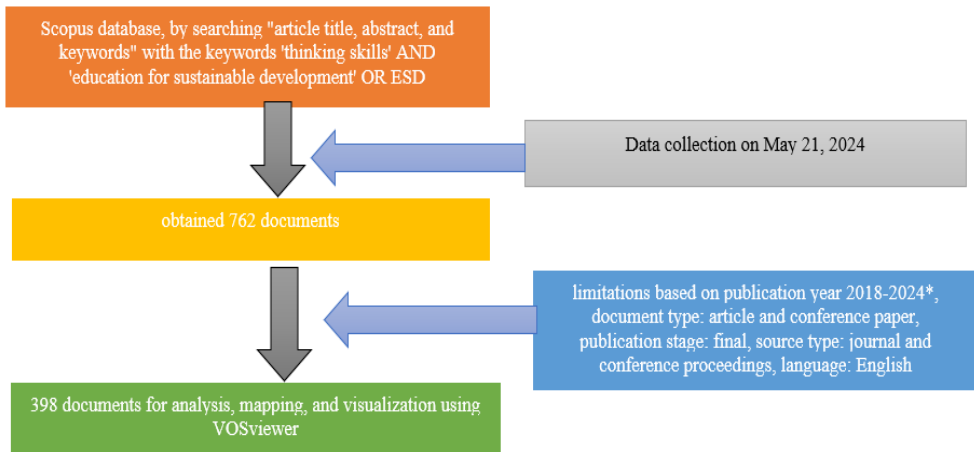 Scopus database, by searching "article title, abstract, and
keywords" with the keywords 'thinking skills' AND
'education for sustainable development' OR ESD
Data collection on May 21, 2024
obtained 762 documents
limitations based on publication year 2018-2024*,
document type: article and conference paper,
publication stage: final, source type: journal and
conference proceedings, language: English
398 documents for analysis, mapping, and visualization using
VOSviewer